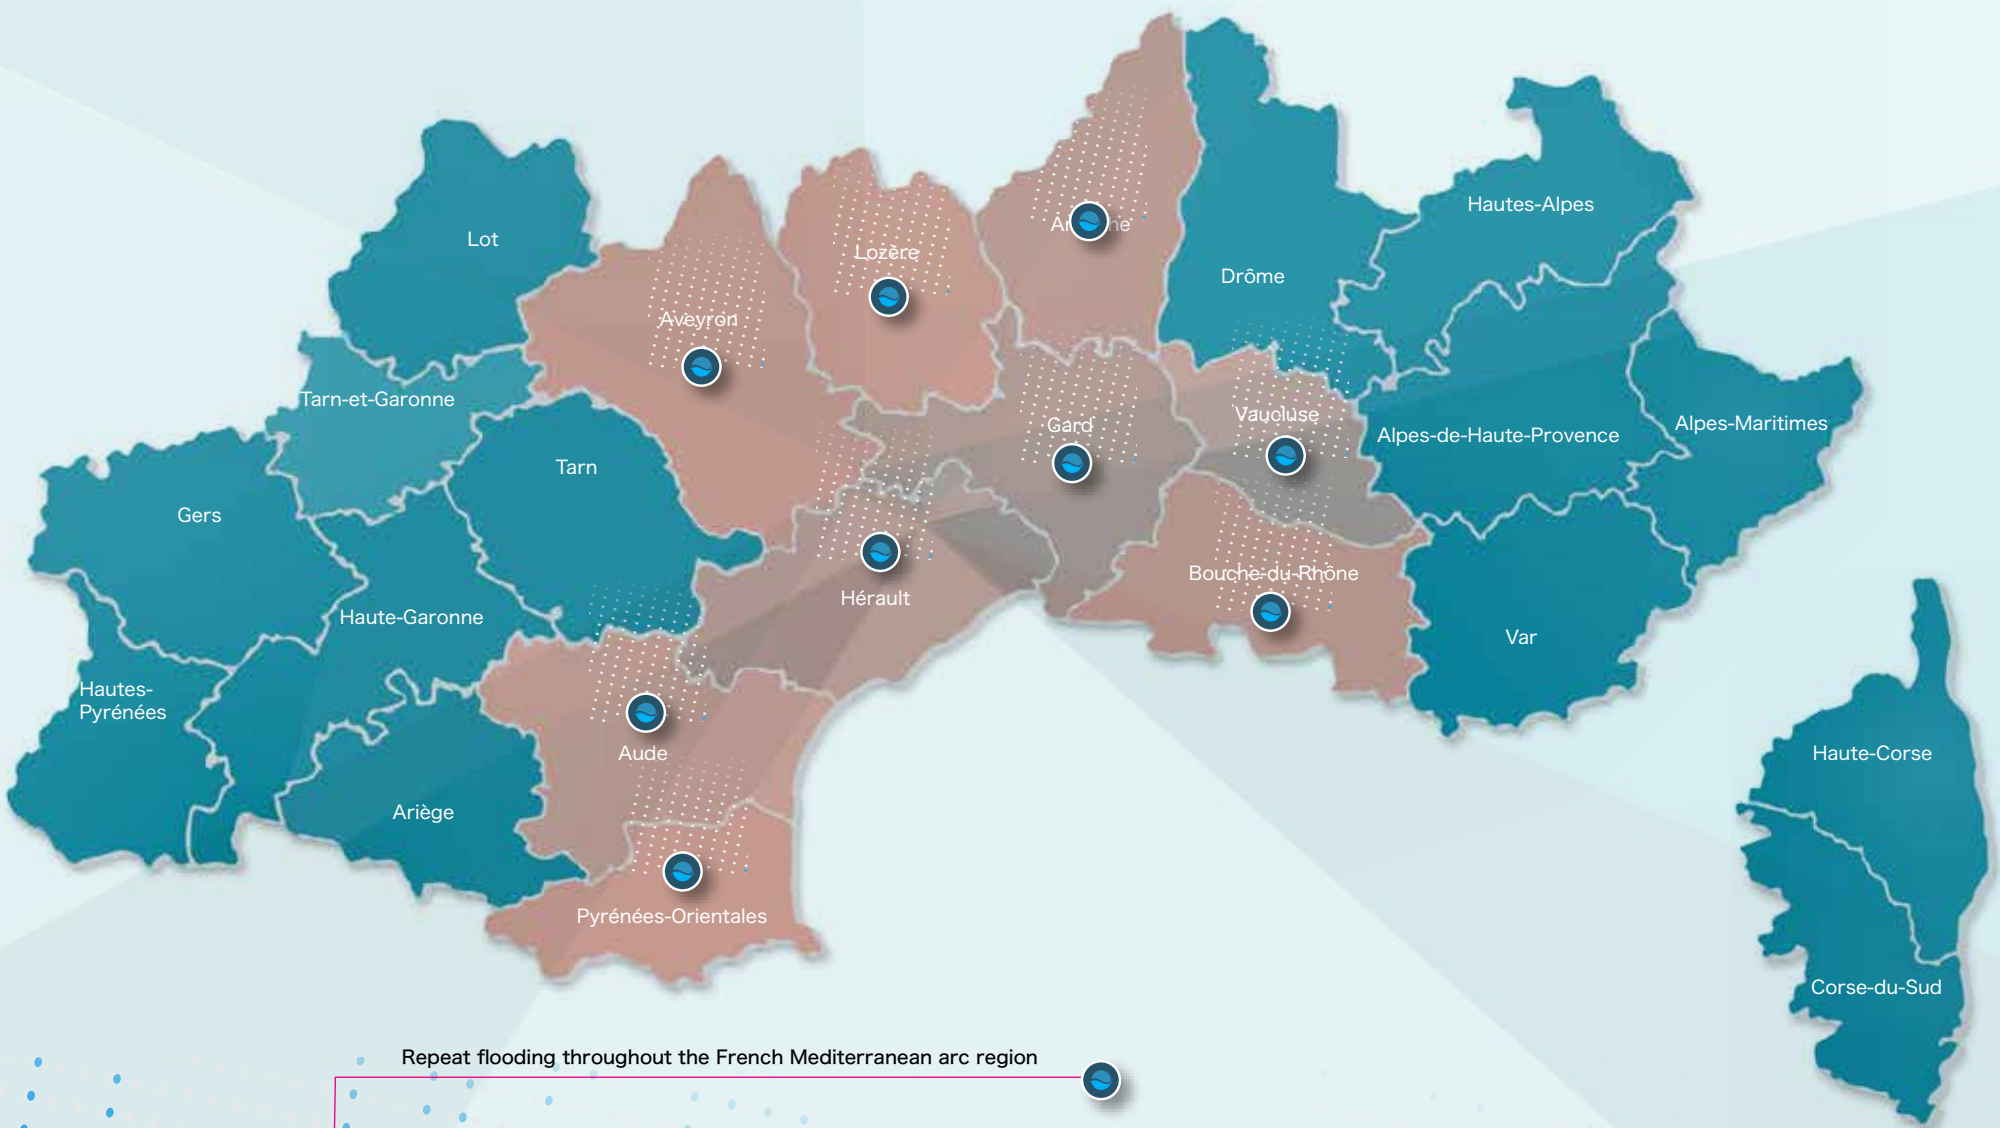 Hautes-Alpes
Lot
Lozère
Drôme
Aveyron
Tarn-et-Garonne
Vaucluse
Gard
Alpes-Maritimes
Alpes-de-Haute-Provence
Tarn
Gers
Bouche-du-Rhône
Hérault
Haute-Garonne
Var
Hautes-
Pyrénées
Aude
Haute-Corse
Ariège
Pyrénées-Orientales
Corse-du-Sud
Repeat flooding throughout the French Mediterranean arc region